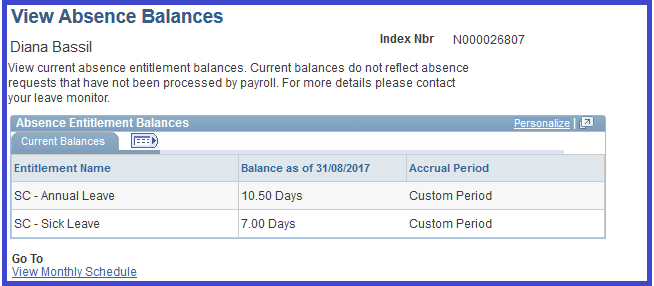 View Absence Balances
Diana Bassil
Index Nbr N000026807
View current absence entitlement balances. Current balances do not reflect absence
requests that have not been processed by payroll. For more details please contact
your leave monitor.
Absence Entitlement Balances Personalize |
Current Balances
Entitlement Name Balance as of 31/08/2017 Accrual Period
SC - Annual Leave 10.50 Days Custom Period
SC - Sick Leave 7.00 Days Custom Period
Go To
View Monthly Schedule